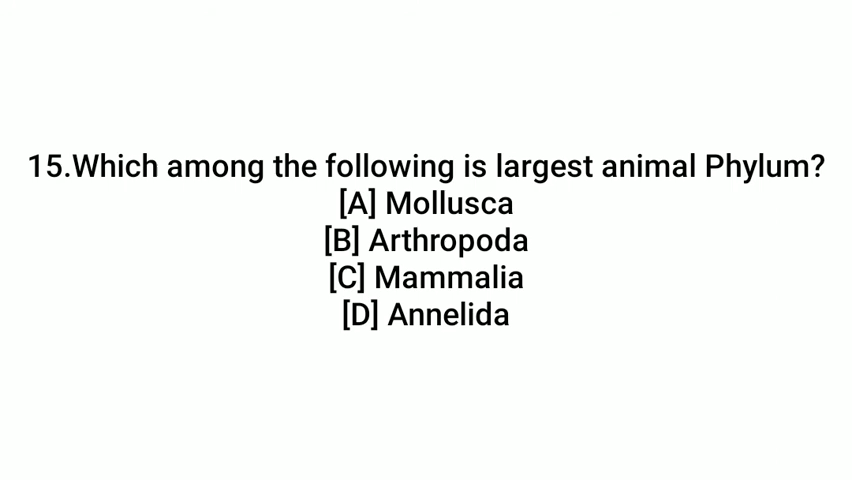 15.Which among the following is largest animal Phylum?
[A] Mollusca
[B] Arthropoda
[C] Mammalia
[D] Annelida